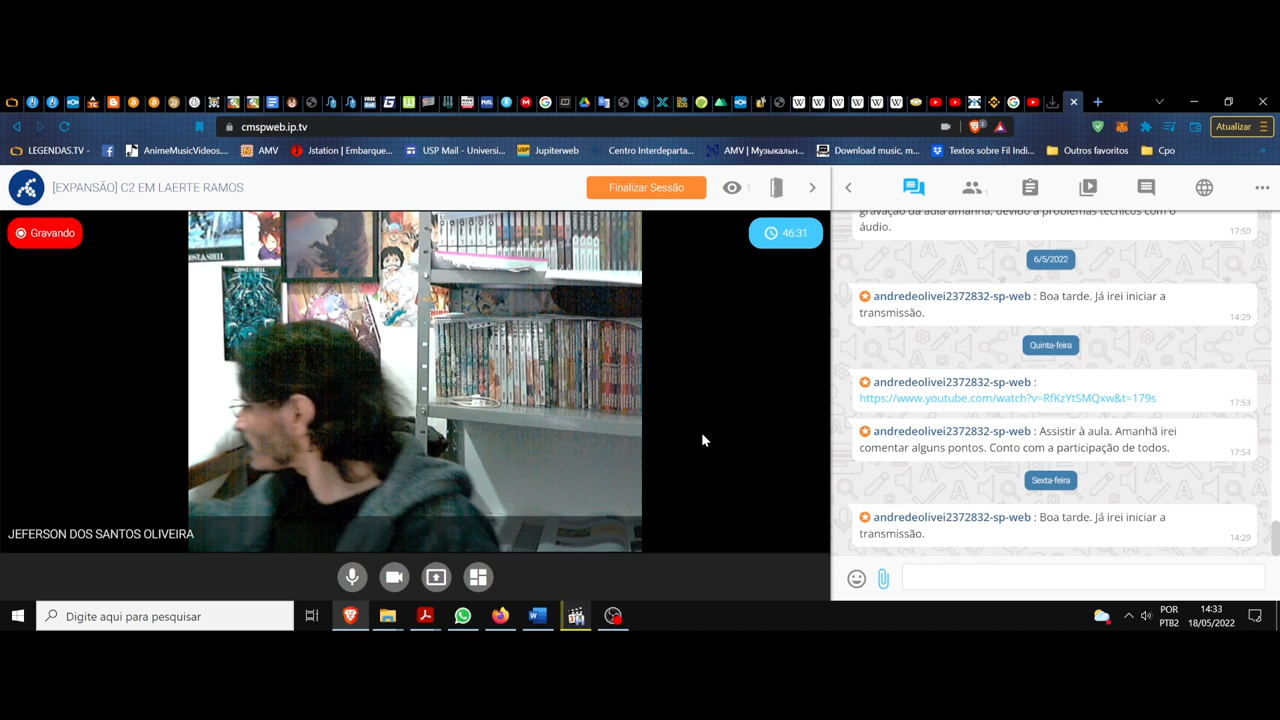 cmspweb.ip.tv
Atualizar
LEGENDAS.TV
AnimeMusicVideos...
AMV
Jstation | Embarque...
USP Mail - Universi...
Jupiterweb
Centro Interdeparta...
AMV | Музыкальн...
Download music, m...
Textos sobre Fil Indi...
Outros favoritos
Cpo
[EXPANSÃO] C2 EM LAERTE RAMOS
Finalizar Sessão
1
1
Gravando
46:31
JEFERSON DOS SANTOS OLIVEIRA
gravação da aula amanhã, devido a problemas técnicos com o
áudio.
17:50
6/5/2022
andredeolivei2372832-sp-web : Boa tarde. Já irei iniciar a
transmissão.
14:29
Quinta-feira
andredeolivei2372832-sp-web :
https://www.youtube.com/watch?v=RfKzYtSMQxw&t=179s
17:53
andredeolivei2372832-sp-web : Assistir à aula. Amanhã irei
comentar alguns pontos. Conto com a participação de todos.
17:54
Sexta-feira
andredeolivei2372832-sp-web : Boa tarde. Já irei iniciar a
transmissão.
14:29
Digite aqui para pesquisar
POR
PTB2
14:33
18/05/2022